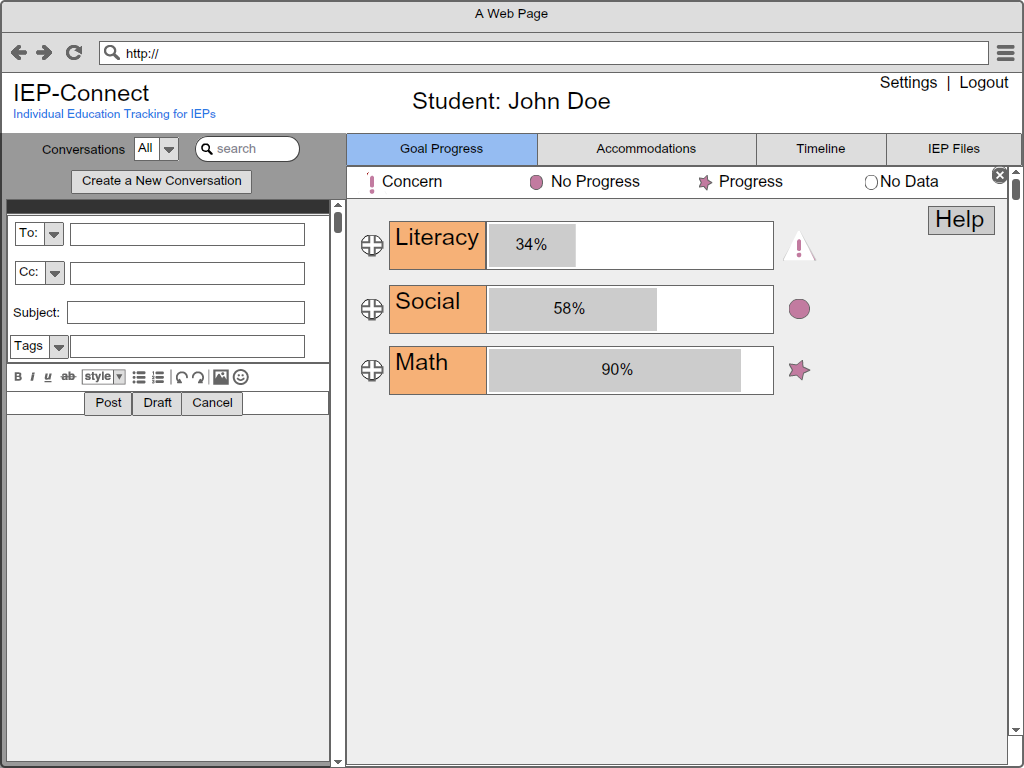 A Web Page
http://
IEP-Connect
Individual Education Tracking for IEPs
Student: John Doe
Settings | Logout
Conversations All search
Create a New Conversation
To:
Cc:
Subject:
Tags
B i u ab style
Post Draft Cancel
Goal Progress Accommodations Timeline IEP Files
! Concern No Progress Progress No Data
Help
Literacy 34% !
Social 58%
Math 90%